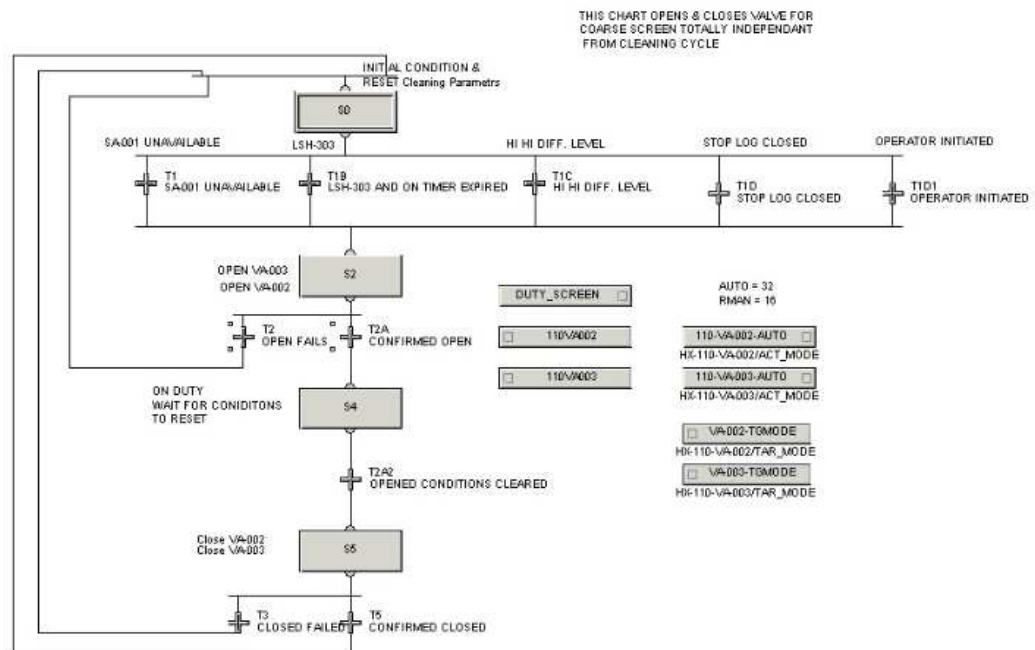 THIS CHART OPENS & CLOSES VALVE FOR
COARSE SCREEN TOTALLY INDEPENDANT
FROM CLEANING CYCLE
INITIAL CONDITION &
RESET Cleaning Parametrs
S0
SA-001 UNAVAILABLE
LSH-303
HI HI DIFF. LEVEL
STOP LOG CLOSED
OPERATOR INITIATED
T1
SA-001 UNAVAILABLE
T1B
LSH-303 AND ON TIMER EXPIRED
T1C
HI HI DIFF. LEVEL
T1D
STOP LOG CLOSED
T1D1
OPERATOR INITIATED
OPEN VA-003
OPEN VA-002
S2
DUTY_SCREEN
AUTO = 32
RMAN = 16
T2
OPEN FAILS
T2A
CONFIRMED OPEN
110VA002
110-VA-002-AUTO
HX-110-VA-002/ACT_MODE
110VA003
110-VA-003-AUTO
HX-110-VA-003/ACT_MODE
ON DUTY
WAIT FOR CONIDITONS
TO RESET
S4
VA-002-TGMODE
HX-110-VA-002/TAR_MODE
VA-003-TGMODE
HX-110-VA-003/TAR_MODE
T2A2
OPENED CONDITIONS CLEARED
Close VA-002
Close VA-003
S5
T3
CLOSED FAILED
T5
CONFIRMED CLOSED